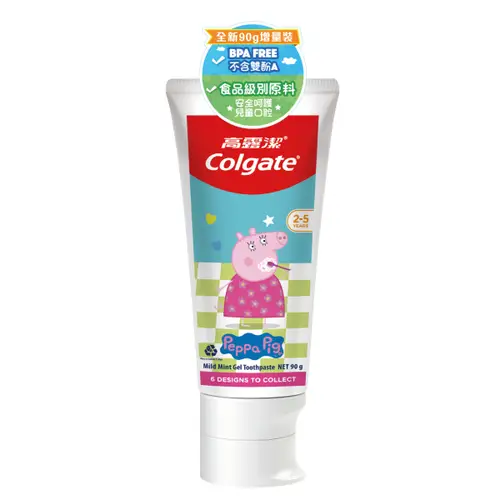 全新90g增量裝
BPA FREE
不含雙酚A
食品級別原料
安全呵護
兒童口腔
高露潔®
Colgate®
2-5
YEARS
Peppa Pig
Mild Mint Gel Toothpaste NET 90 g
6 DESIGNS TO COLLECT